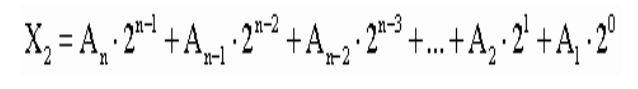 X₂ = Aₙ · 2ⁿ⁻¹ + Aₙ₋₁ · 2ⁿ⁻² + Aₙ₋₂ · 2ⁿ⁻³ + ... + A₂ · 2¹ + A₁ · 2⁰